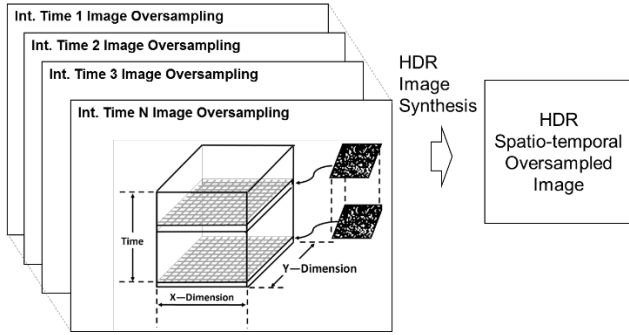 Int. Time 1 Image Oversampling
Int. Time 2 Image Oversampling
Int. Time 3 Image Oversampling
Int. Time N Image Oversampling
Time
X—Dimension
Y—Dimension
HDR
Image
Synthesis
HDR
Spatio-temporal
Oversampled
Image